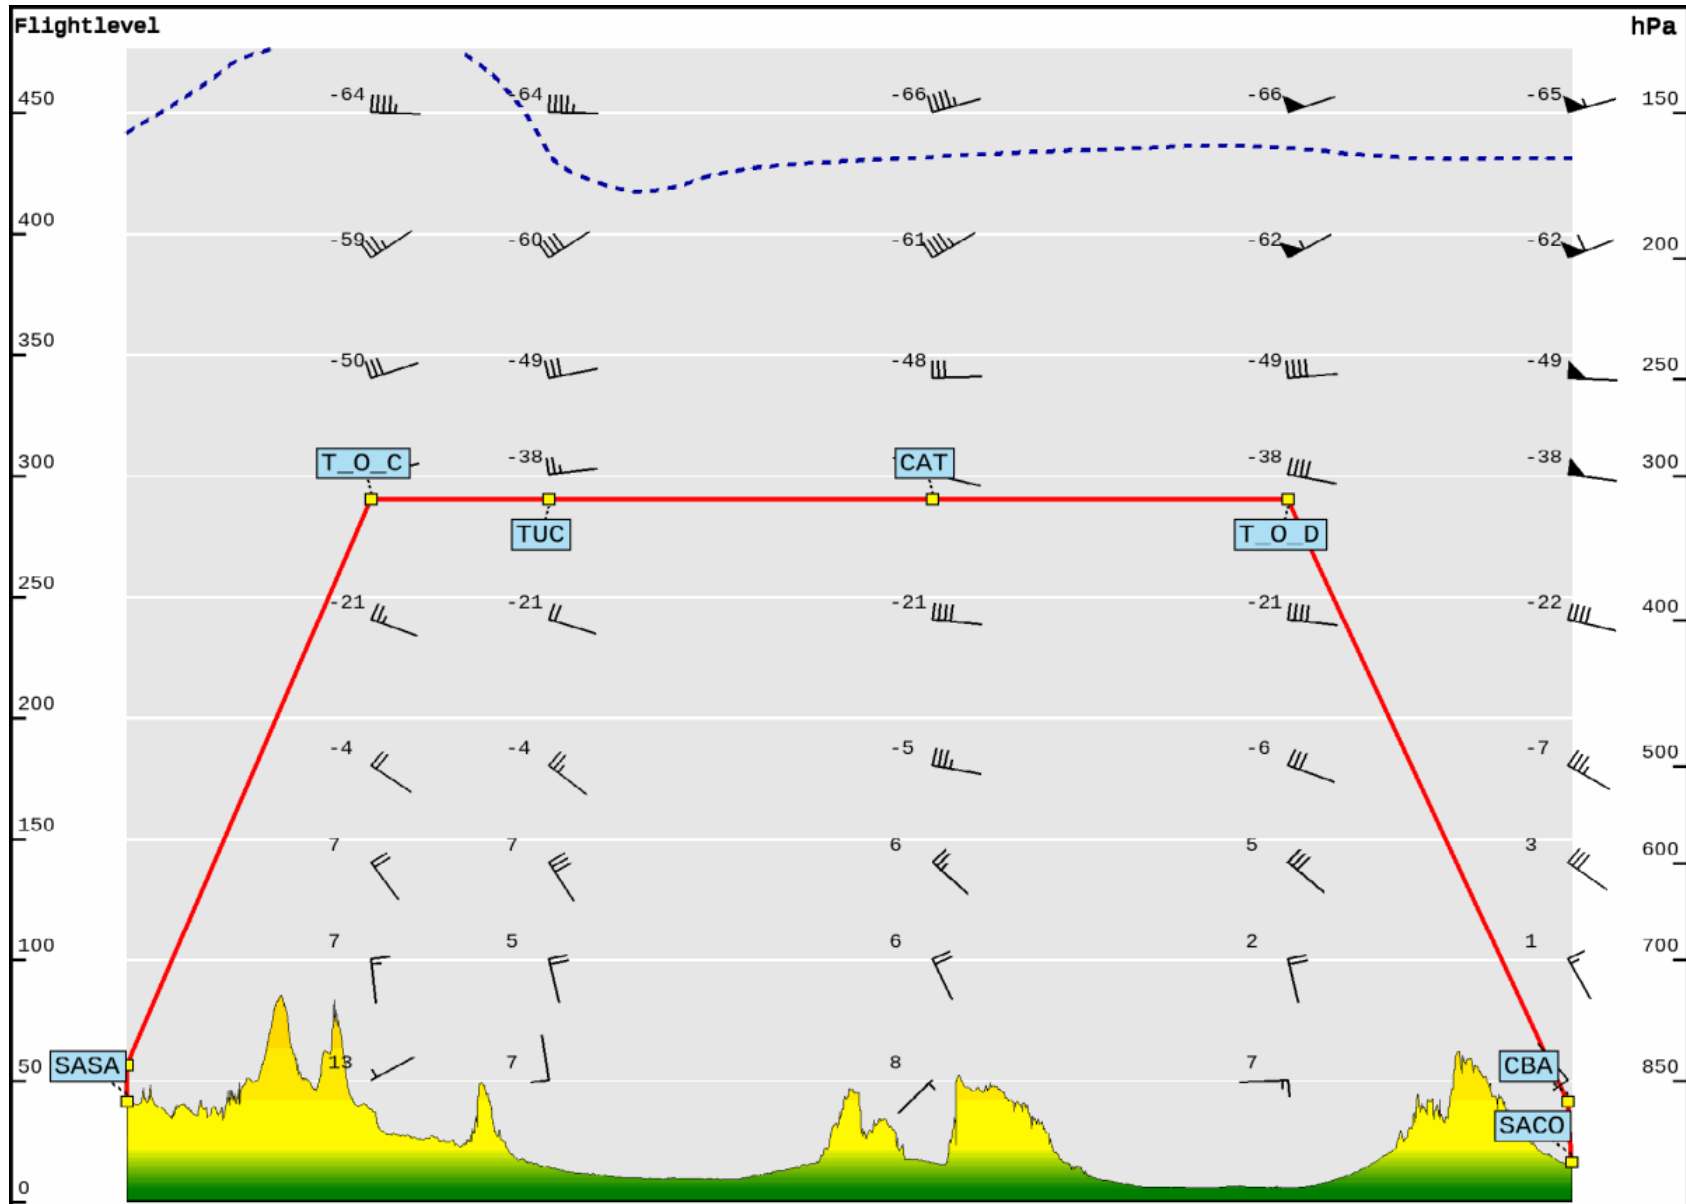 Flightlevel hPa
450 -64 -64 -66 -66 -65 150
400 -59 -60 -61 -62 -62 200
350 -50 -49 -48 -49 -49 250
300 T_O_C -38 CAT -38 -38 300
TUC T_O_D
250 -21 -21 -21 -21 -22 400
200 -4 -4 -5 -6 -7 500
150 7 7 6 5 3 600
100 7 5 6 2 1 700
50 SASA 13 7 8 7 CBA 850
SACO
0